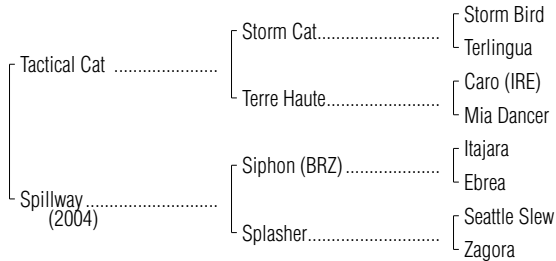 Storm Bird
Storm Cat..............................
Terlingua
Tactical Cat ......................
Caro (IRE)
Terre Haute............................
Mia Dancer
Itajara
Siphon (BRZ) ........................
Ebrea
Spillway ............................
(2004)
Seattle Slew
Splasher................................
Zagora